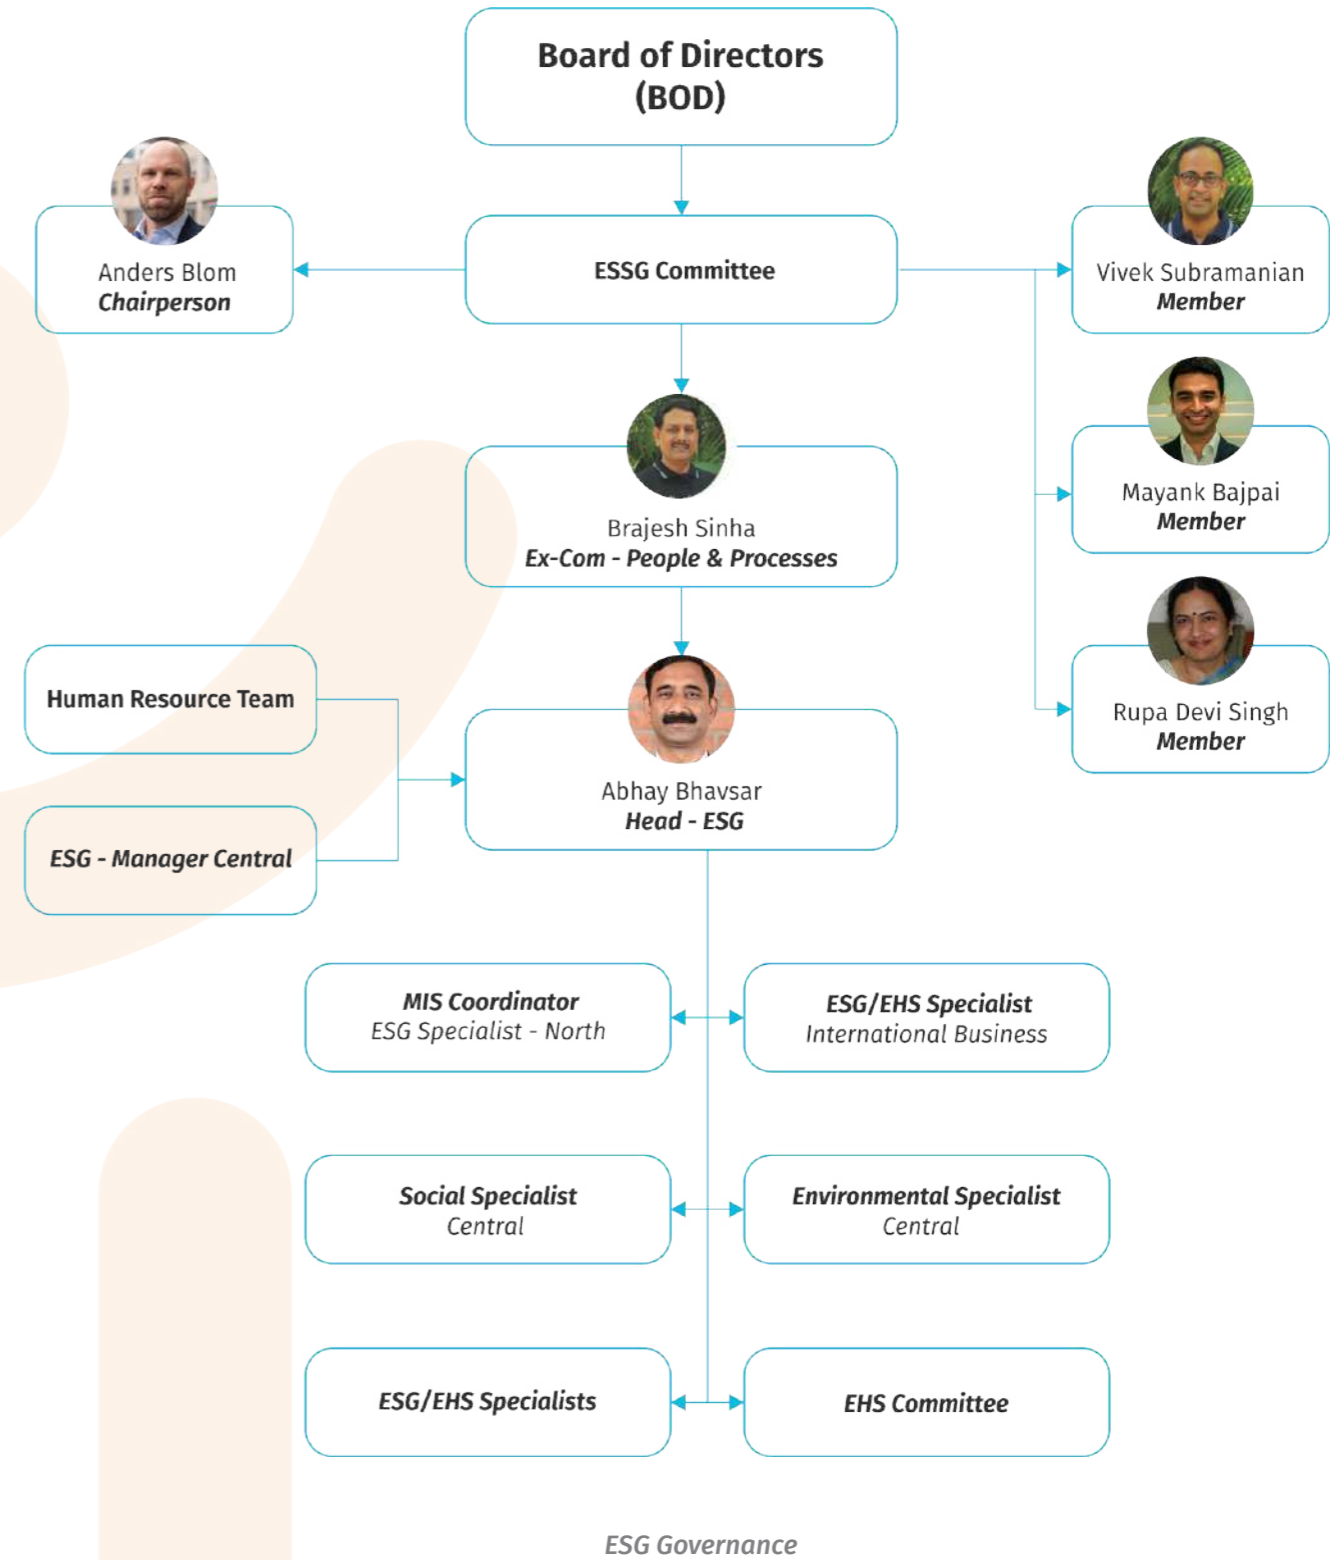 Board of Directors
(BOD)
Anders Blom
Chairperson
ESSG Committee
Vivek Subramanian
Member
Mayank Bajpai
Member
Brajesh Sinha
Ex-Com - People & Processes
Rupa Devi Singh
Member
Human Resource Team
Abhay Bhavsar
Head - ESG
ESG - Manager Central
MIS Coordinator
ESG Specialist - North
ESG/EHS Specialist
International Business
Social Specialist
Central
Environmental Specialist
Central
ESG/EHS Specialists
EHS Committee
ESG Governance